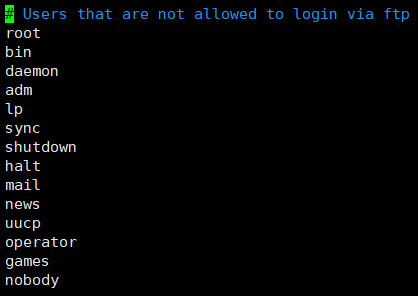 # Users that are not allowed to login via ftp
root
bin
daemon
adm
lp
sync
shutdown
halt
mail
news
uucp
operator
games
nobody